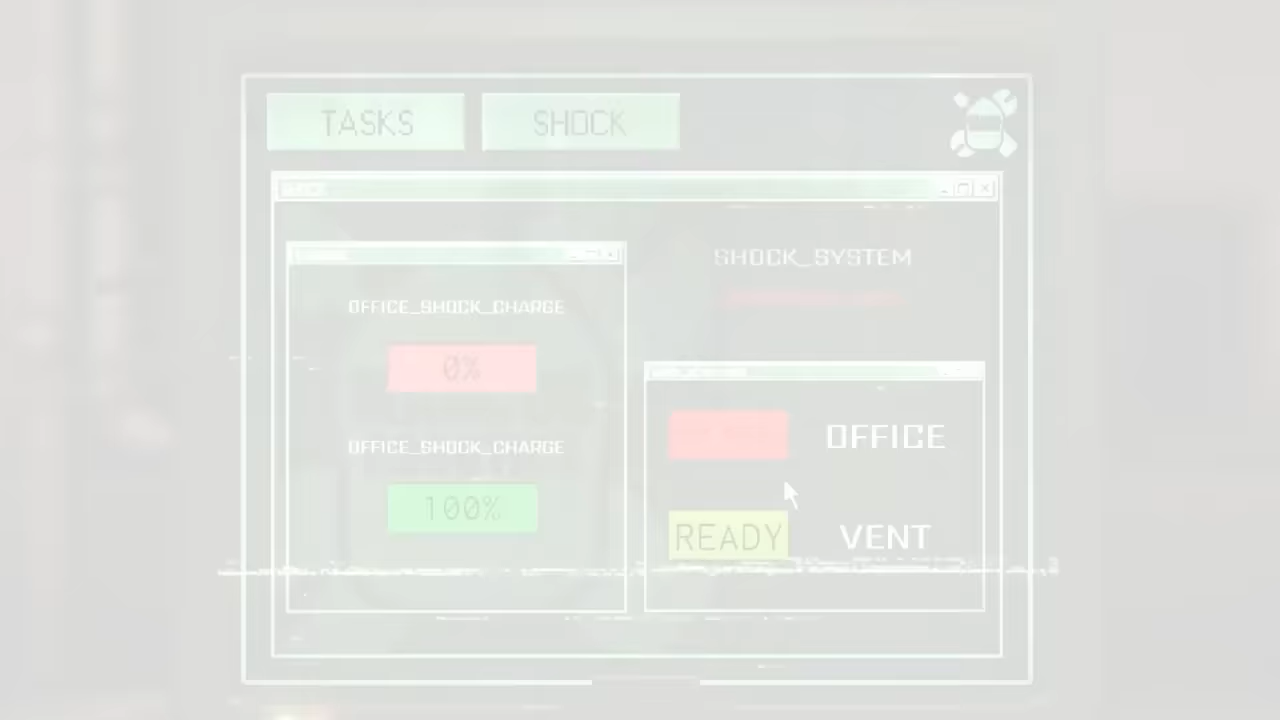 TASKS
SHOCK
SHOCK_SYSTEM
OFFICE_SHOCK_CHARGE
0%
OFFICE
OFFICE_SHOCK_CHARGE
100%
READY
VENT